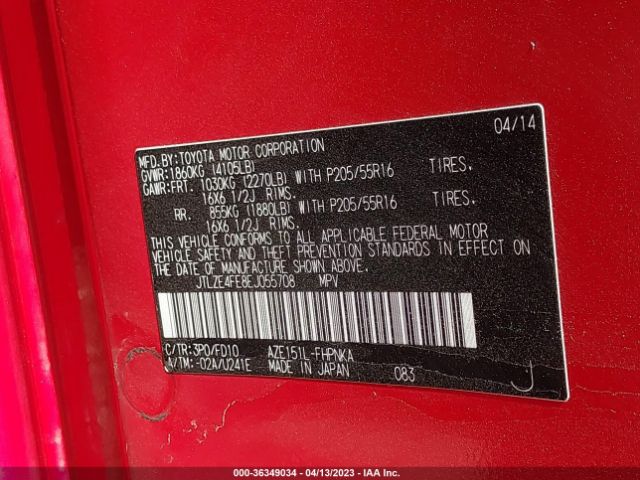 04/14
MFD.BY:TOYOTA MOTOR CORPORATION
GVWR:1860KG (4105LB)
GAWR:FRT. 1030KG (2270LB) WITH P205/55R16 TIRES.
16X6 1/2J RIMS.
RR. 855KG (1880LB) WITH P205/55R16 TIRES.
16X6 1/2J RIMS.
THIS VEHICLE CONFORMS TO ALL APPLICABLE FEDERAL MOTOR
VEHICLE SAFETY AND THEFT PREVENTION STANDARDS IN EFFECT ON
THE DATE OF MANUFACTURE SHOWN ABOVE.
JTLZE4FE8EJ055708 MPV
C/TR:3P0/FD10 AZE151L-FHPNKA
A/TM:-02A/U241E MADE IN JAPAN 083 J
000-36349034 - 04/13/2023 - IAA Inc.